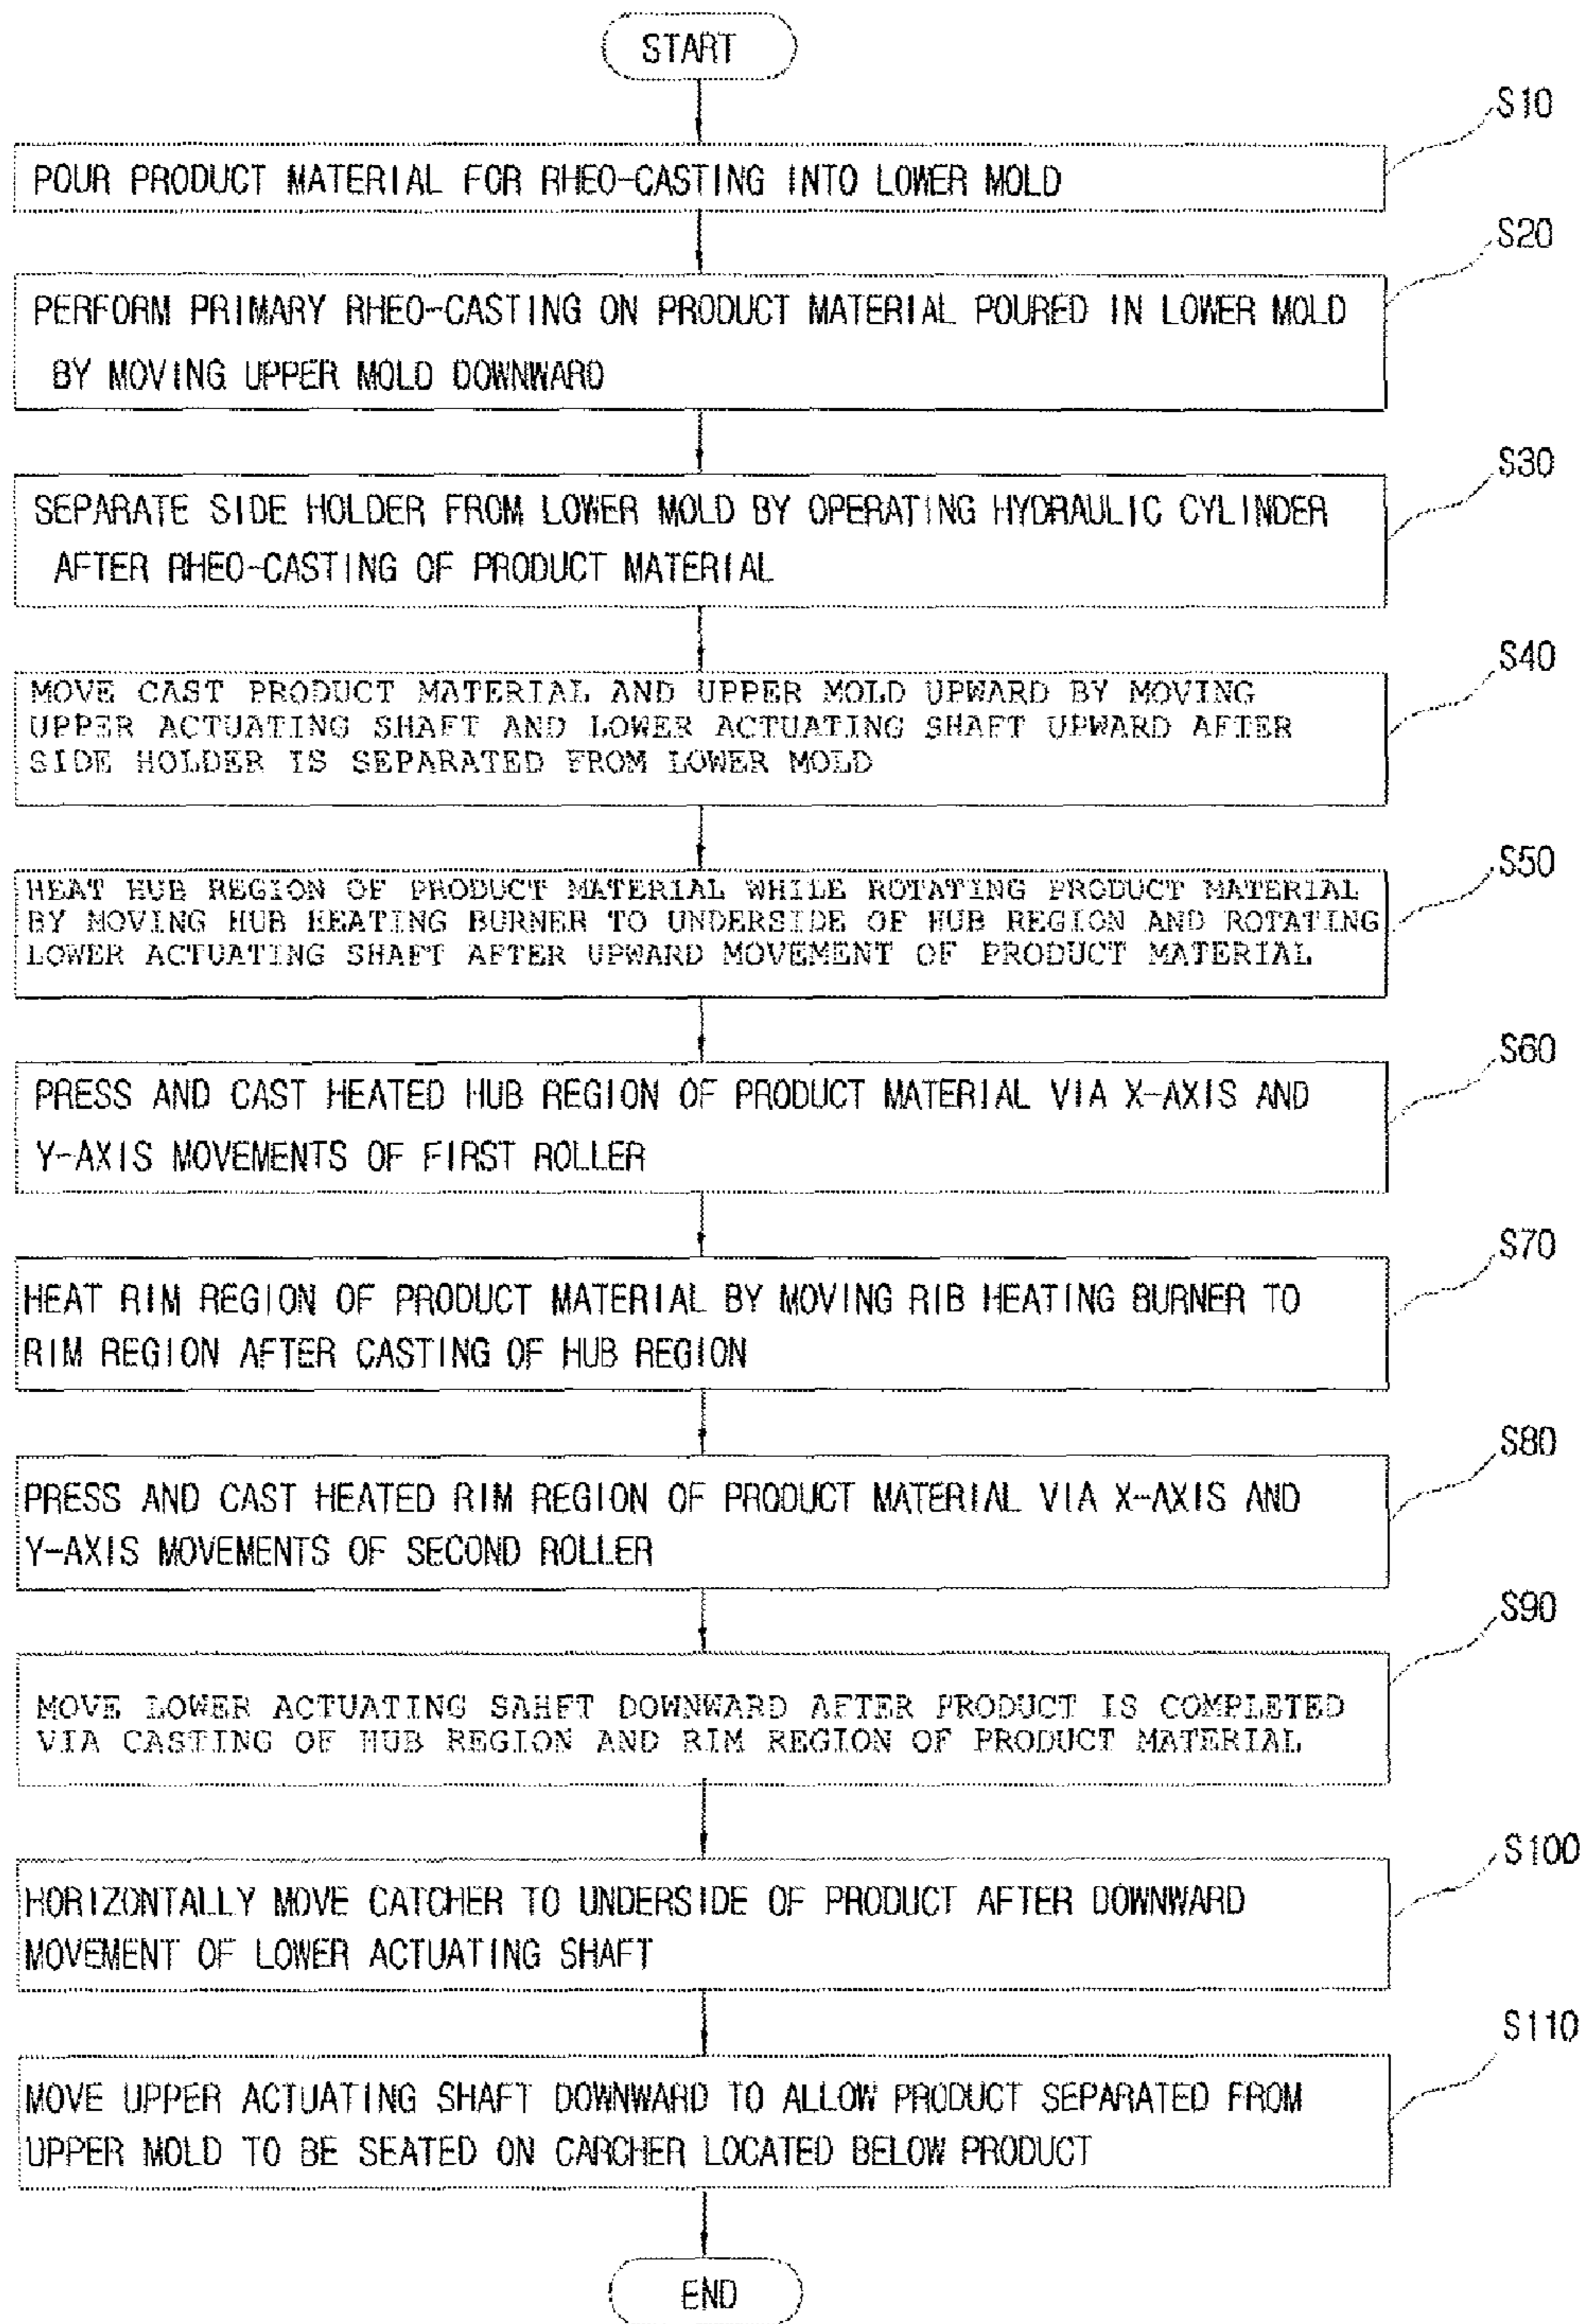 START
S10
POUR PRODUCT MATERIAL FOR RHEO-CASTING INTO LOWER MOLD
S20
PERFORM PRIMARY RHEO-CASTING ON PRODUCT MATERIAL POURED IN LOWER MOLD
BY MOVING UPPER MOLD DOWNWARD
S30
SEPARATE SIDE HOLDER FROM LOWER MOLD BY OPERATING HYDRAULIC CYLINDER
AFTER RHEO-CASTING OF PRODUCT MATERIAL
S40
MOVE CAST PRODUCT MATERIAL AND UPPER MOLD UPWARD BY MOVING
UPPER ACTUATING SHAFT AND LOWER ACTUATING SHAFT UPWARD AFTER
SIDE HOLDER IS SEPARATED FROM LOWER MOLD
S50
HEAT HUB REGION OF PRODUCT MATERIAL WHILE ROTATING PRODUCT MATERIAL
BY MOVING HUB HEATING BURNER TO UNDERSIDE OF HUB REGION AND ROTATING
LOWER ACTUATING SHAFT AFTER UPWARD MOVEMENT OF PRODUCT MATERIAL
S60
PRESS AND CAST HEATED HUB REGION OF PRODUCT MATERIAL VIA X-AXIS AND
Y-AXIS MOVEMENTS OF FIRST ROLLER
S70
HEAT RIM REGION OF PRODUCT MATERIAL BY MOVING RIB HEATING BURNER TO
RIM REGION AFTER CASTING OF HUB REGION
S80
PRESS AND CAST HEATED RIM REGION OF PRODUCT MATERIAL VIA X-AXIS AND
Y-AXIS MOVEMENTS OF SECOND ROLLER
S90
MOVE LOWER ACTUATING SAHFT DOWNWARD AFTER PRODUCT IS COMPLETED
VIA CASTING OF HUB REGION AND RIM REGION OF PRODUCT MATERIAL
S100
HORIZONTALLY MOVE CATCHER TO UNDERSIDE OF PRODUCT AFTER DOWNWARD
MOVEMENT OF LOWER ACTUATING SHAFT
S110
MOVE UPPER ACTUATING SHAFT DOWNWARD TO ALLOW PRODUCT SEPARATED FROM
UPPER MOLD TO BE SEATED ON CARCHER LOCATED BELOW PRODUCT
END